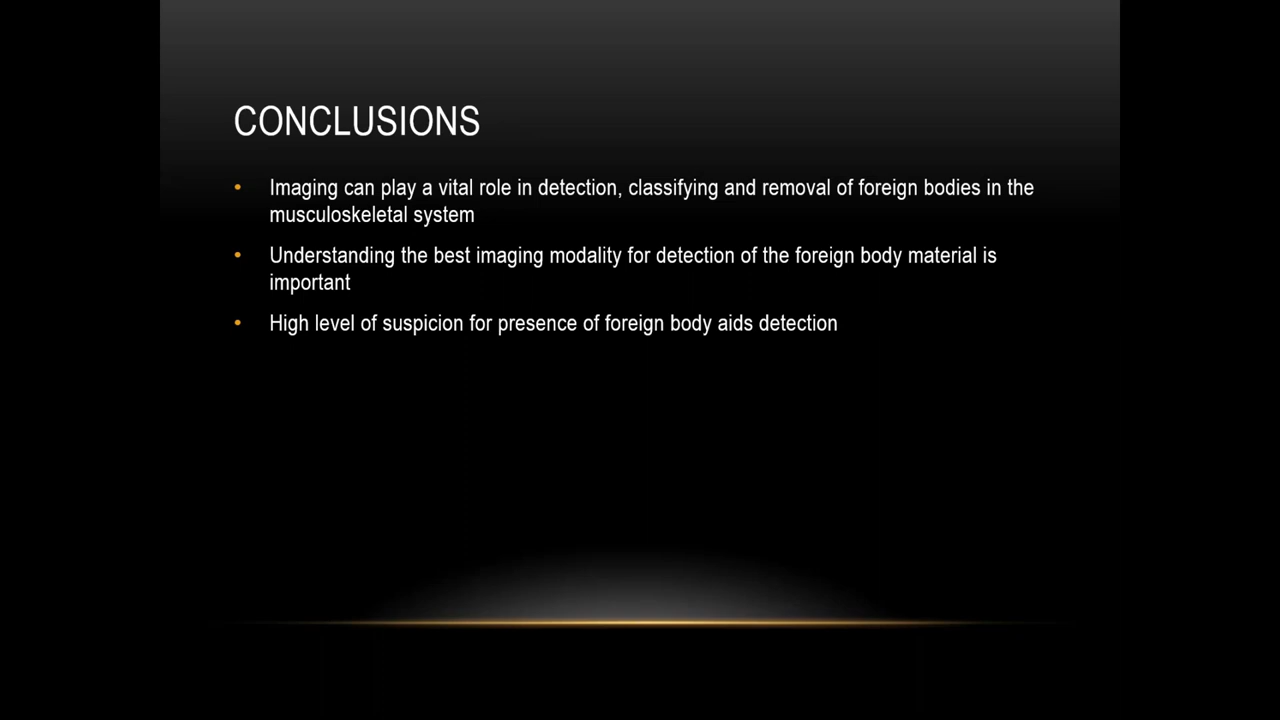 CONCLUSIONS
• Imaging can play a vital role in detection, classifying and removal of foreign bodies in the
musculoskeletal system
• Understanding the best imaging modality for detection of the foreign body material is
important
• High level of suspicion for presence of foreign body aids detection